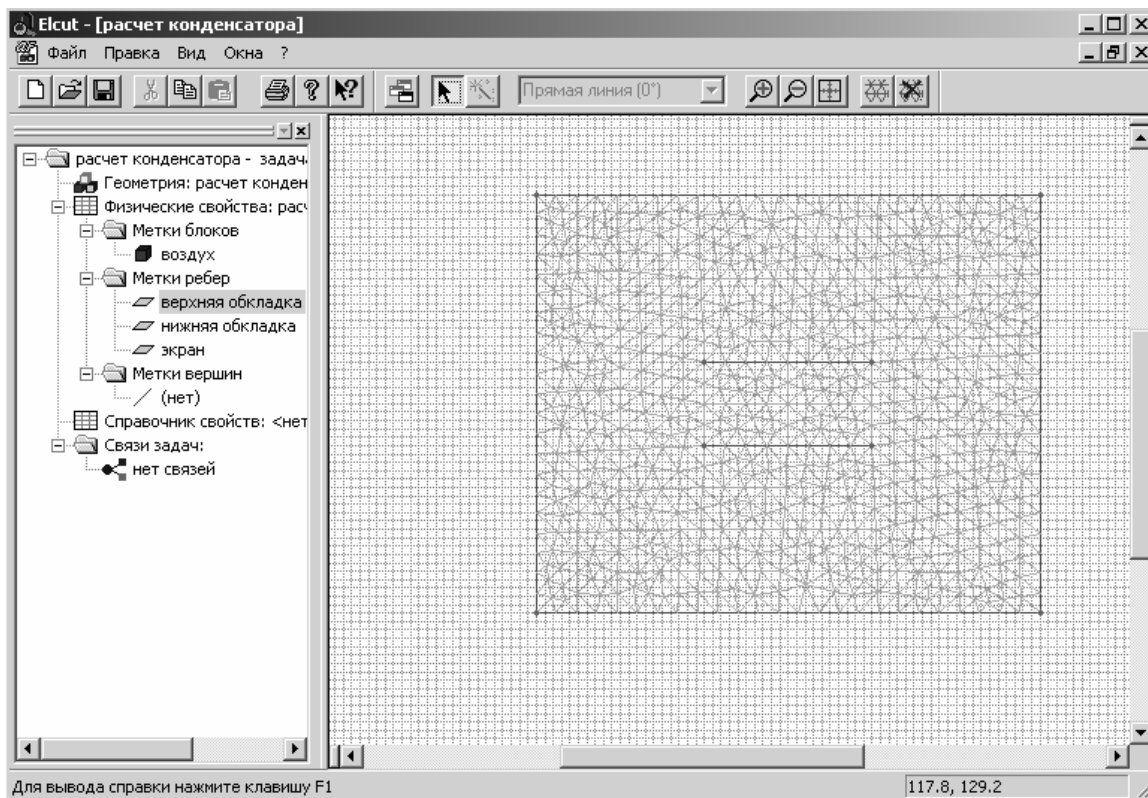 Elcut - [расчет конденсатора]
Файл Правка Вид Окна ?
Прямая линия (0°)
расчет конденсатора - задач
Геометрия: расчет конден
Физические свойства: рас
Метки блоков
воздух
Метки ребер
верхняя обкладка
нижняя обкладка
экран
Метки вершин
(нет)
Справочник свойств: <нет
Связи задач:
нет связей
Для вывода справки нажмите клавишу F1
117.8, 129.2